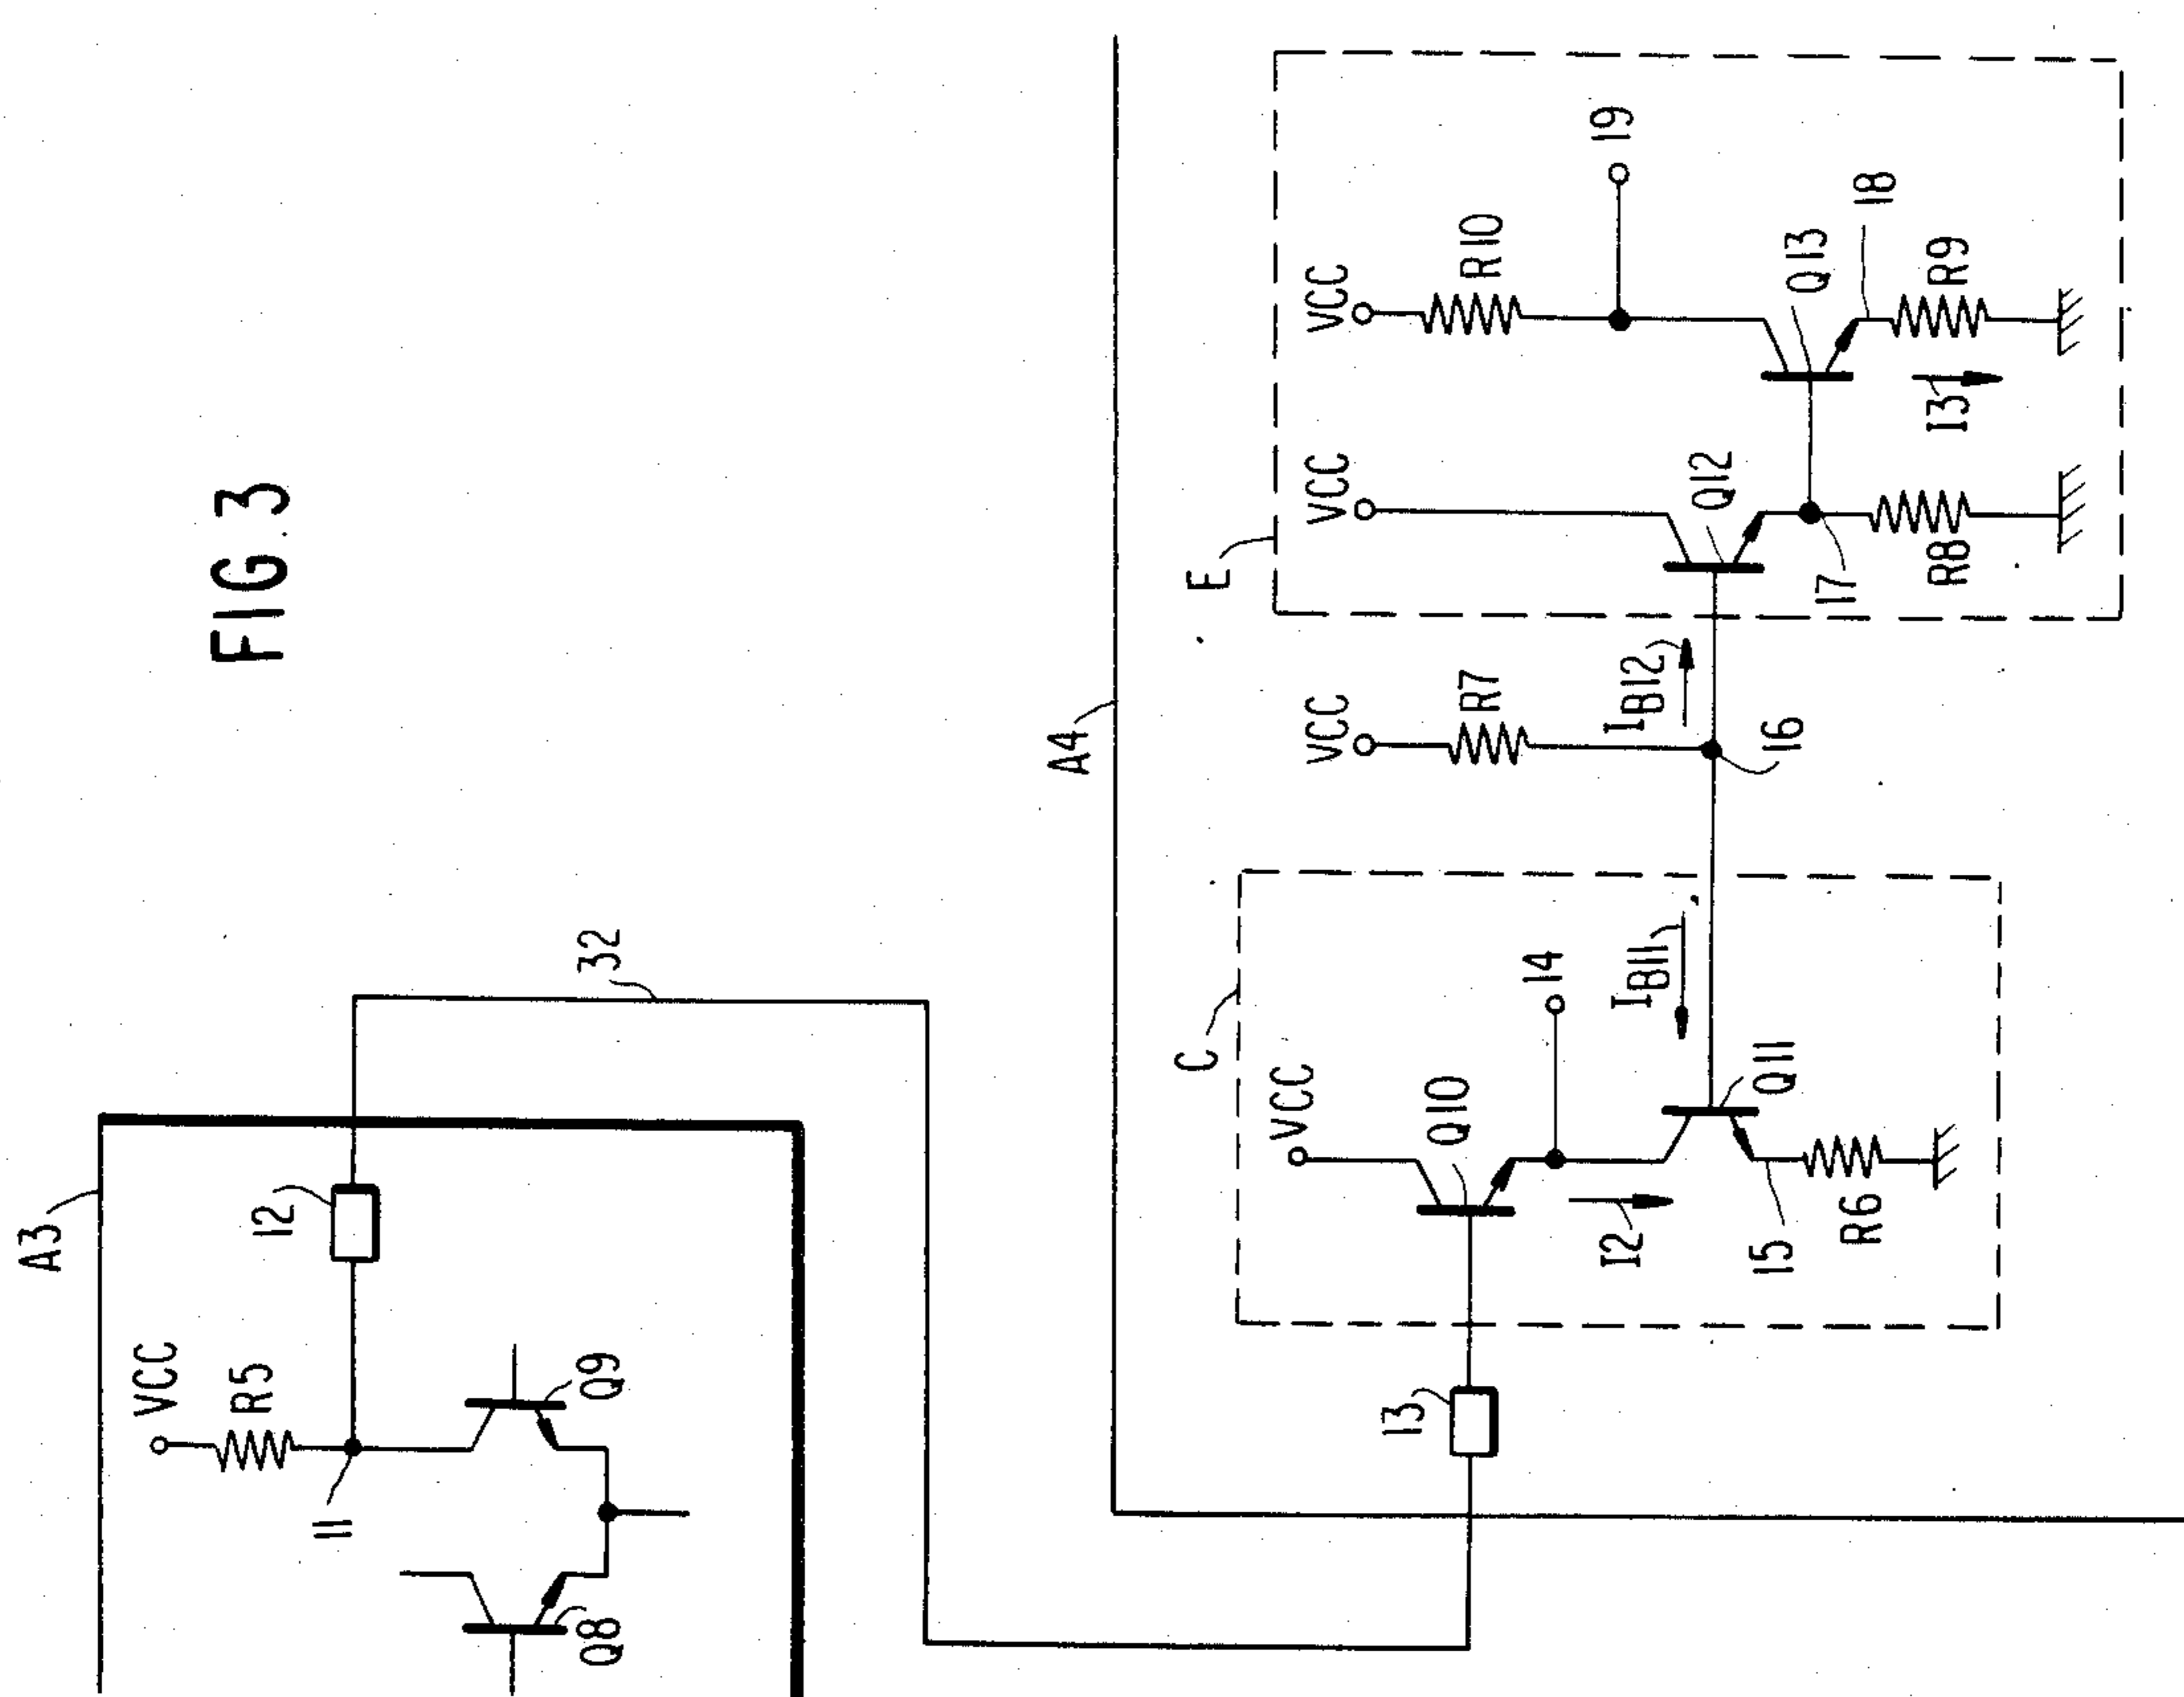 FIG. 3
A3
VCC
R5
11
12
Q8
Q9
32
A4
13
C
VCC
Q10
14
I2
IB11
Q11
15
R6
VCC
R7
IB12
16
E
VCC
Q12
17
R8
VCC
R10
19
Q13
18
I3
R9